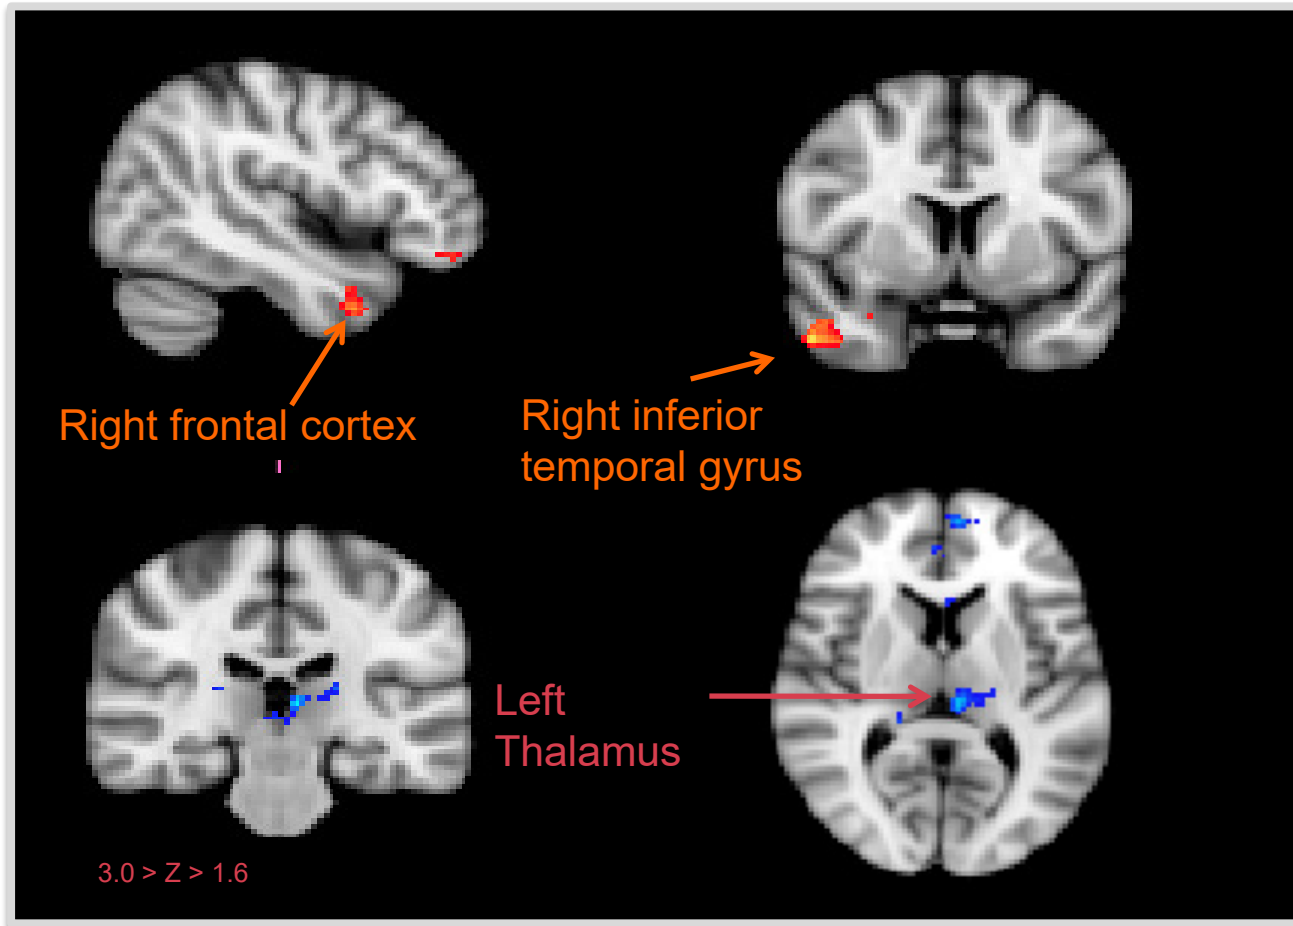 Right frontal cortex
Right inferior
temporal gyrus
Left
Thalamus
3.0 > Z > 1.6